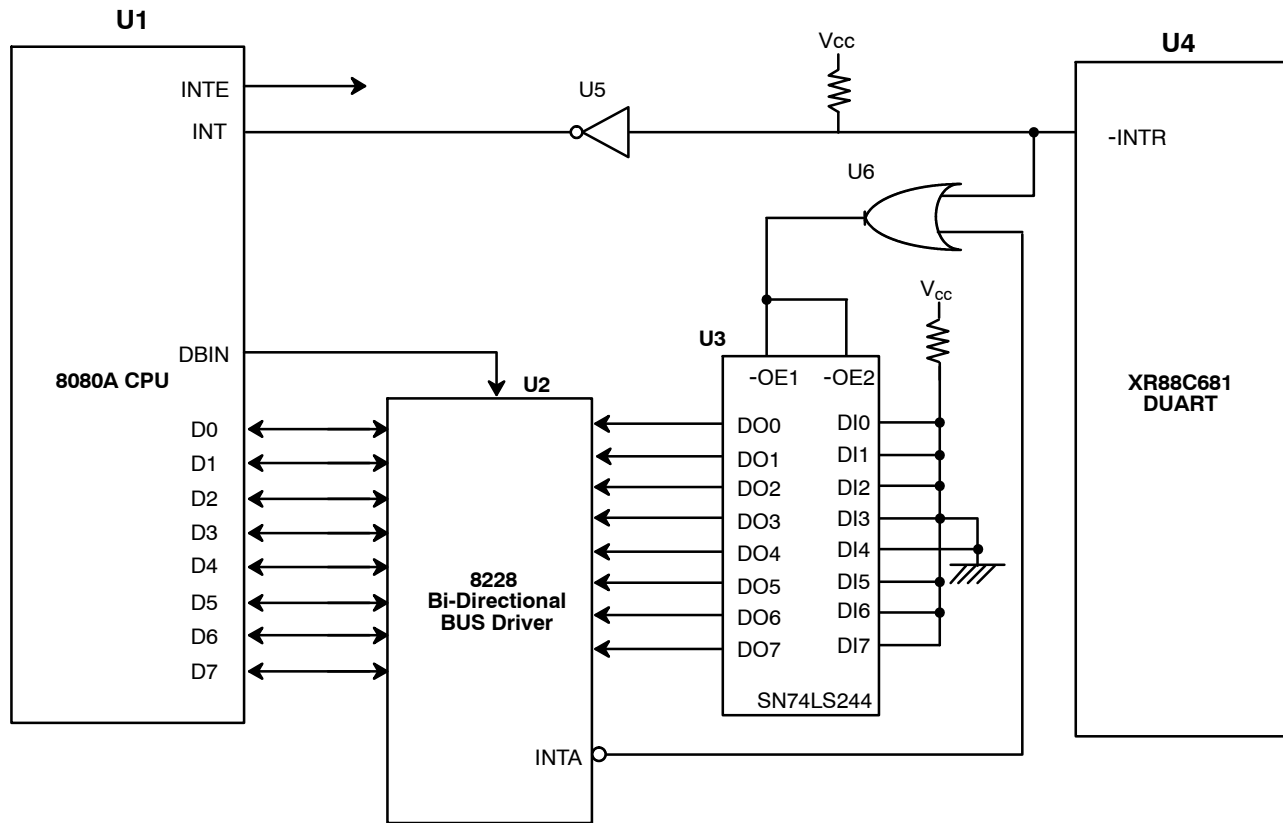 U1
8080A CPU
INTE
INT
DBIN
D0
D1
D2
D3
D4
D5
D6
D7
U5
Vcc
U6
U4
-INTR
XR88C681
DUART
U2
8228
Bi-Directional
BUS Driver
INTA
U3
Vcc
-OE1 -OE2
DO0 DI0
DO1 DI1
DO2 DI2
DO3 DI3
DO4 DI4
DO5 DI5
DO6 DI6
DO7 DI7
SN74LS244